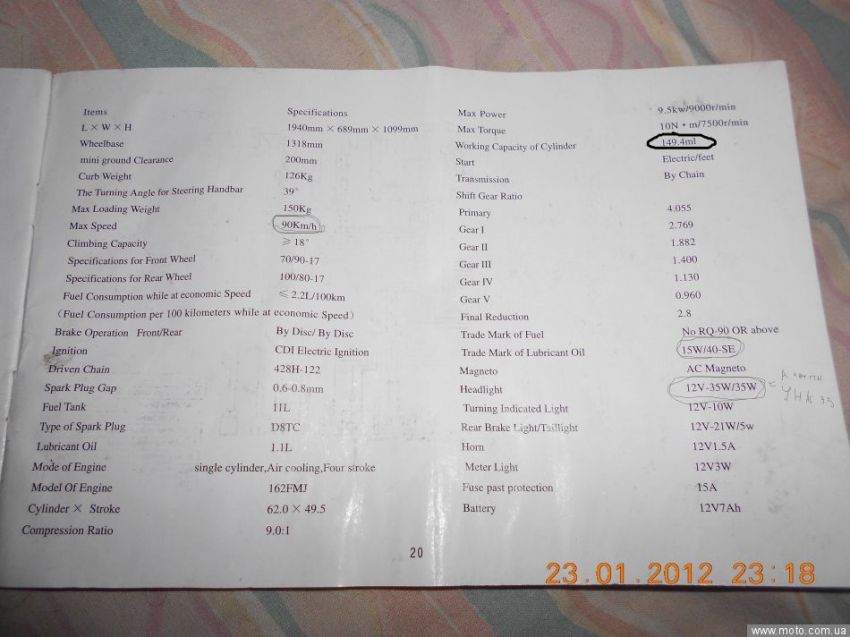 Items Specifications
L × W × H 1940mm × 689mm × 1099mm
Wheelbase 1318mm
mini ground Clearance 200mm
Curb Weight 126Kg
The Turning Angle for Steering Handbar 39°
Max Loading Weight 150Kg
Max Speed 90Km/h
Climbing Capacity ≥ 18°
Specifications for Front Wheel 70/90-17
Specifications for Rear Wheel 100/80-17
Fuel Consumption while at economic Speed ≤ 2.2L/100km
(Fuel Consumption per 100 kilometers while at economic Speed)
Brake Operation Front/Rear By Disc/ By Disc
Ignition CDI Electric Ignition
Driven Chain 428H-122
Spark Plug Gap 0.6-0.8mm
Fuel Tank 11L
Type of Spark Plug D8TC
Lubricant Oil 1.1L
Mode of Engine single cylinder,Air cooling,Four stroke
Model Of Engine 162FMJ
Cylinder × Stroke 62.0 × 49.5
Compression Ratio 9.0:1
Max Power 9.5kw/9000r/min
Max Torque 10N·m/7500r/min
Working Capacity of Cylinder 149.4ml
Start Electric/feet
Transmission By Chain
Shift Gear Ratio
Primary 4.055
Gear I 2.769
Gear II 1.882
Gear III 1.400
Gear IV 1.130
Gear V 0.960
Final Reduction 2.8
Trade Mark of Fuel No RQ-90 OR above
Trade Mark of Lubricant Oil 15W/40-SE
Magneto AC Magneto
Headlight 12V-35W/35W
Turning Indicated Light 12V-10W
Rear Brake Light/Taillight 12V-21W/5w
Horn 12V1.5A
Meter Light 12V3W
Fuse past protection 15A
Battery 12V7Ah
20
23.01.2012 23:18
www.moto.com.ua